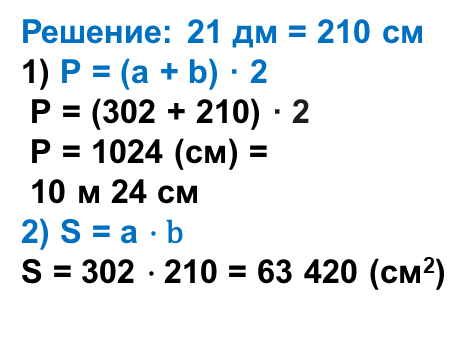 Решение: 21 дм = 210 см
1) P = (a + b) · 2
P = (302 + 210) · 2
P = 1024 (см) =
10 м 24 см
2) S = a · b
S = 302 · 210 = 63 420 (см²)